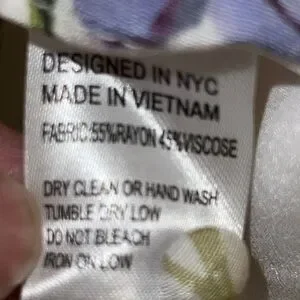 DESIGNED IN NYC
MADE IN VIETNAM
FABRIC:55%RAYON 45%VISCOSE
DRY CLEAN OR HAND WASH
TUMBLE DRY LOW
DO NOT BLEACH
IRON ON LOW